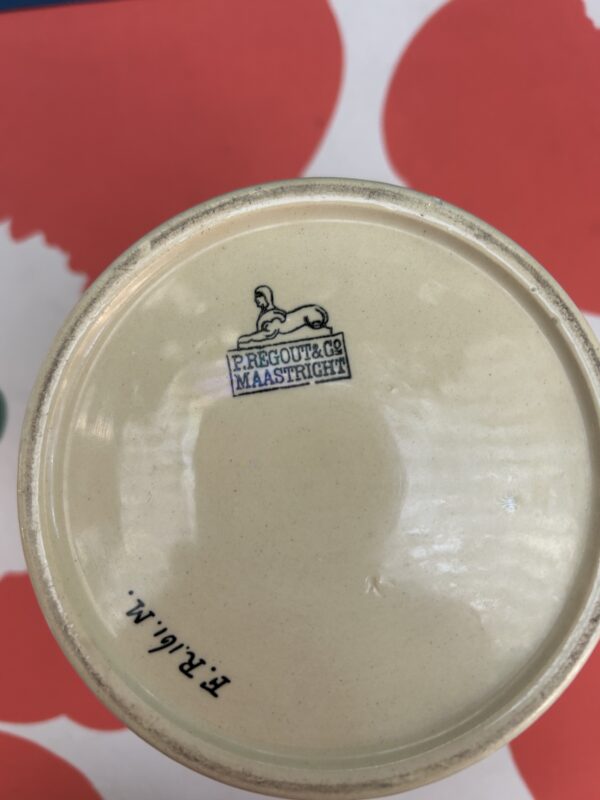 P.REGOUT & Cº
MAASTRICHT
F.R.161.M.